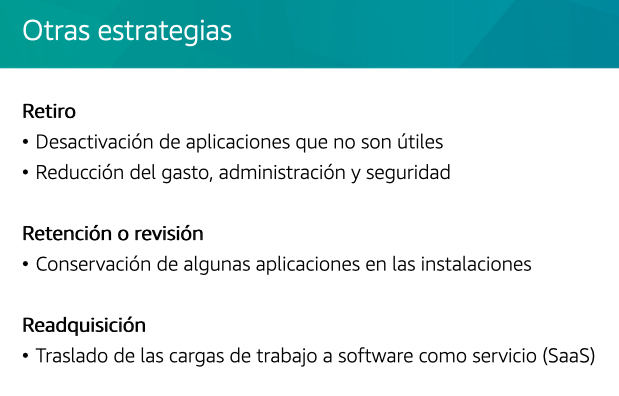 Otras estrategias
Retiro
• Desactivación de aplicaciones que no son útiles
• Reducción del gasto, administración y seguridad
Retención o revisión
• Conservación de algunas aplicaciones en las instalaciones
Readquisición
• Traslado de las cargas de trabajo a software como servicio (SaaS)